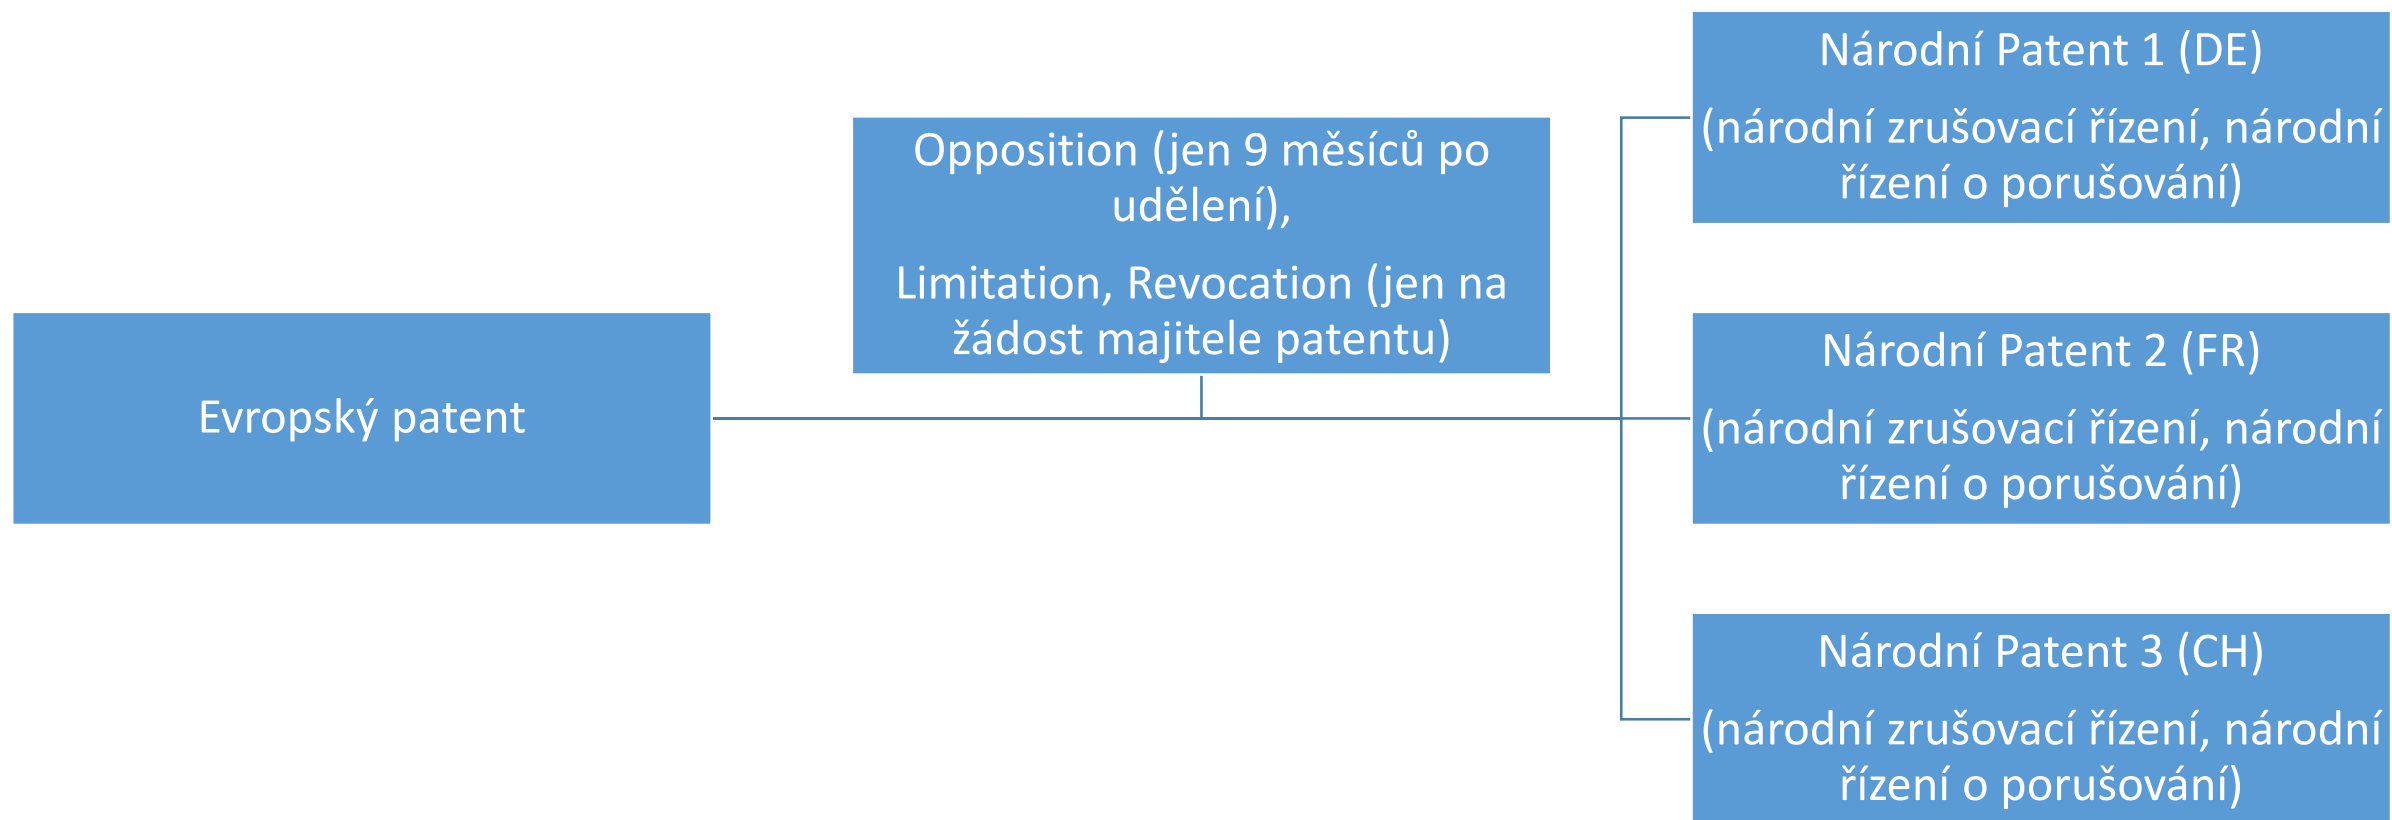 Evropský patent
Opposition (jen 9 měsíců po
udělení),
Limitation, Revocation (jen na
žádost majitele patentu)
Národní Patent 1 (DE)
(národní zrušovací řízení, národní
řízení o porušování)
Národní Patent 2 (FR)
(národní zrušovací řízení, národní
řízení o porušování)
Národní Patent 3 (CH)
(národní zrušovací řízení, národní
řízení o porušování)